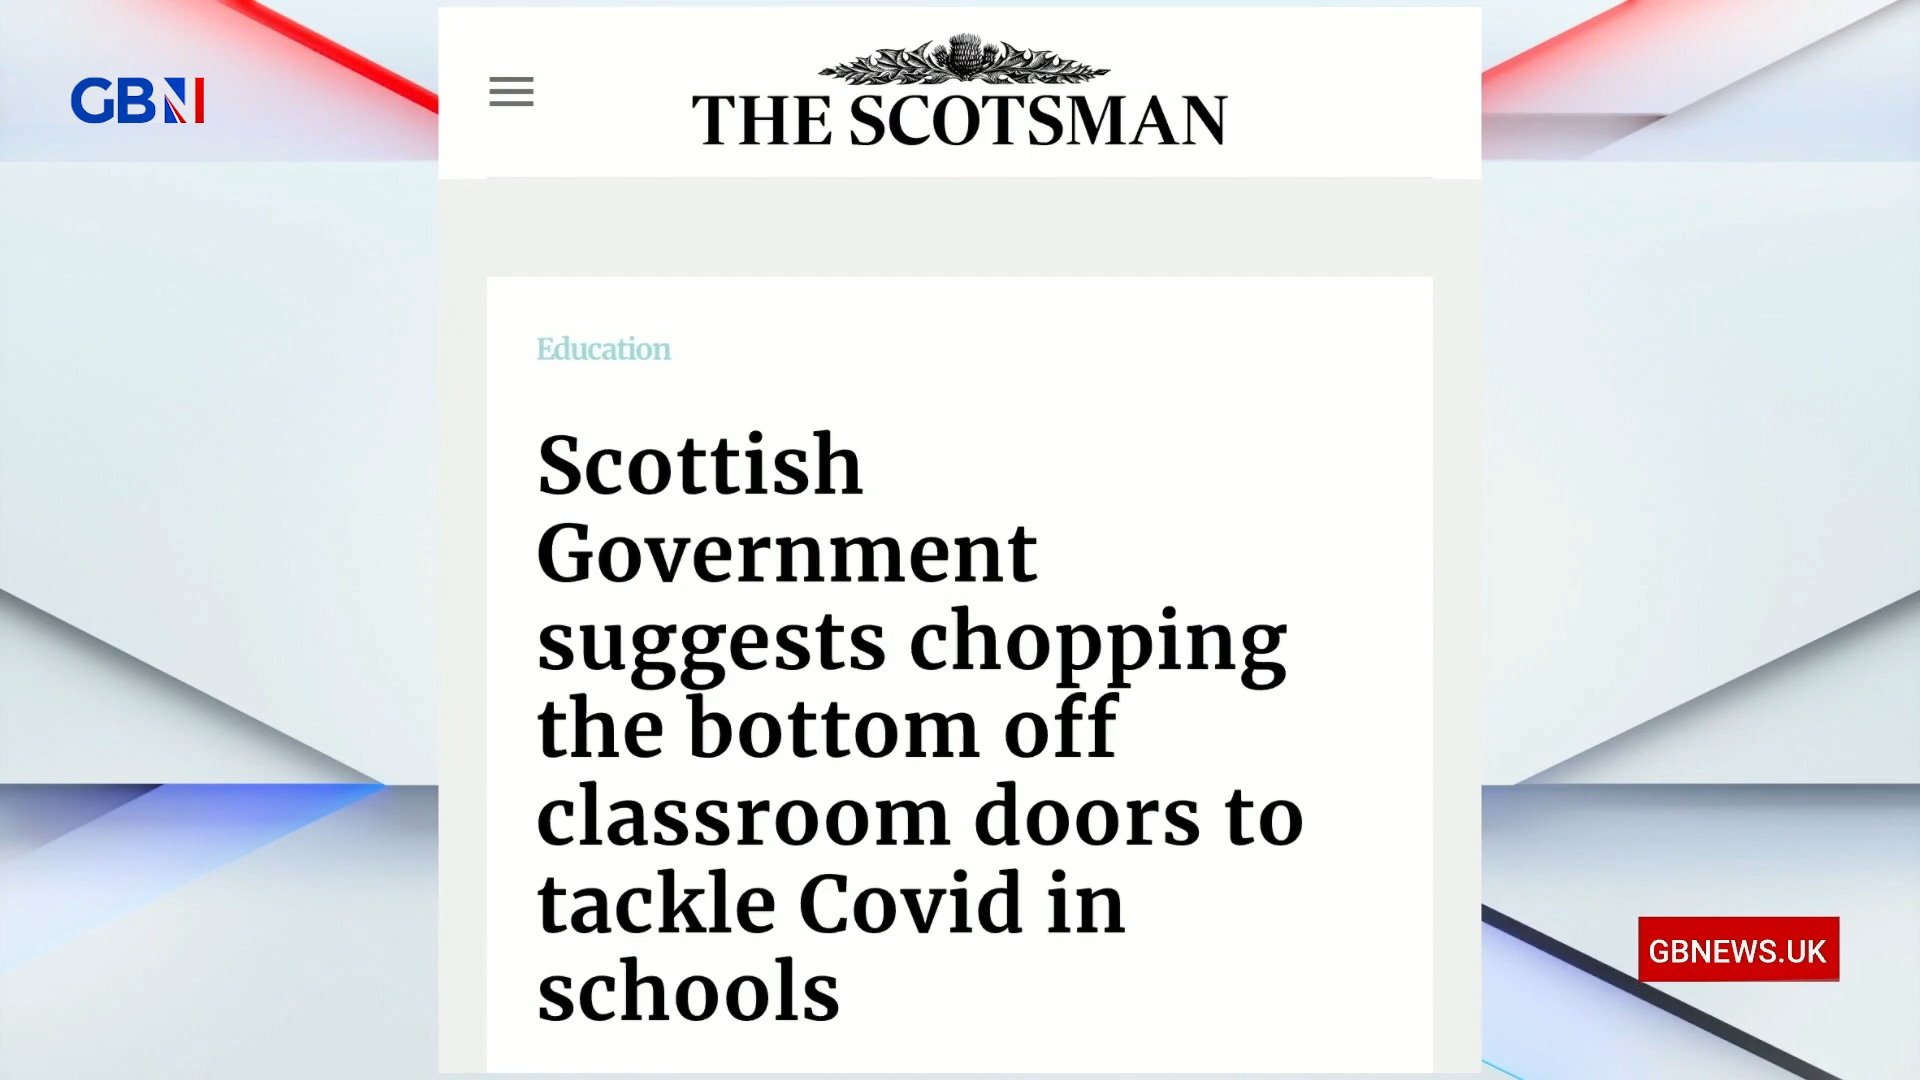 GBN
THE SCOTSMAN
Education
Scottish
Government
suggests chopping
the bottom off
classroom doors to
tackle Covid in
schools
GBNEWS.UK